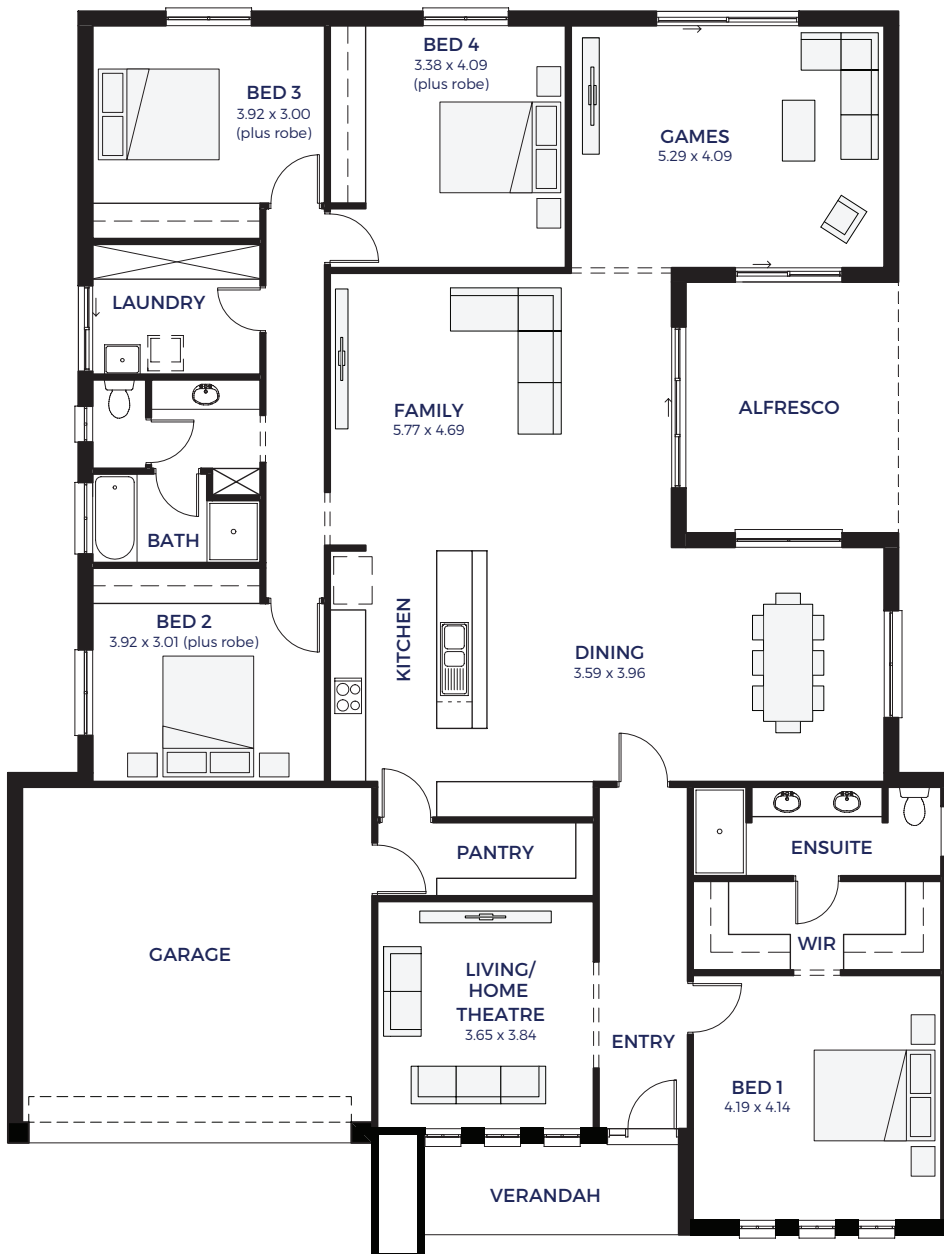 BED 4
3.38 x 4.09
(plus robe)
BED 3
3.92 x 3.00
(plus robe)
GAMES
5.29 x 4.09
LAUNDRY
FAMILY
5.77 x 4.69
ALFRESCO
BATH
BED 2
3.92 x 3.01 (plus robe)
KITCHEN
DINING
3.59 x 3.96
PANTRY
ENSUITE
WIR
GARAGE
LIVING/
HOME
THEATRE
3.65 x 3.84
ENTRY
BED 1
4.19 x 4.14
VERANDAH